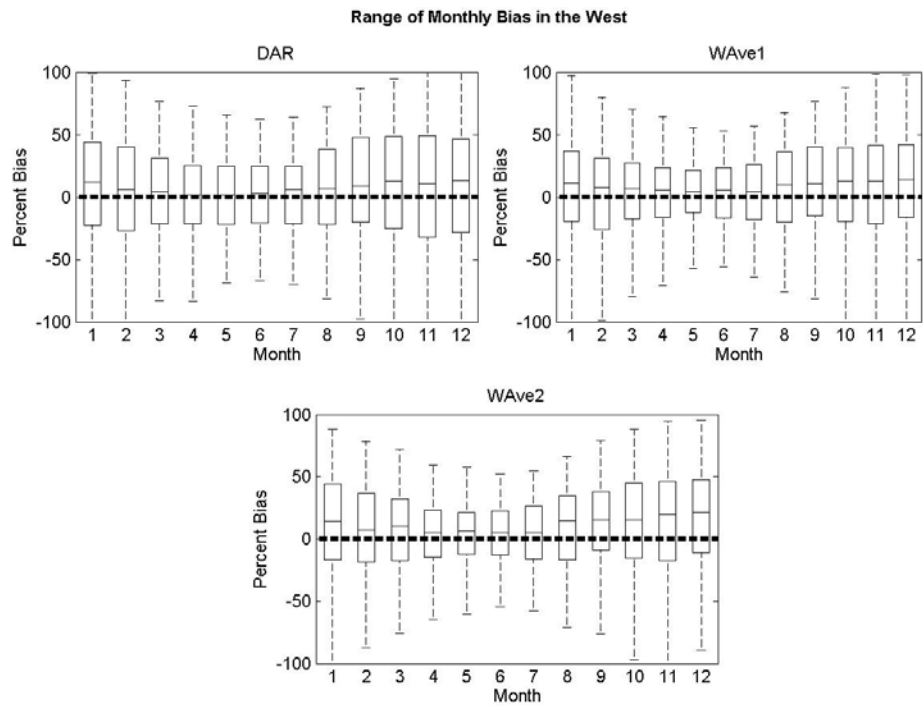 Range of Monthly Bias in the West
DAR
100
50
0
-50
-100
Percent Bias
1 2 3 4 5 6 7 8 9 10 11 12
Month
WAve1
100
50
0
-50
-100
Percent Bias
1 2 3 4 5 6 7 8 9 10 11 12
Month
WAve2
100
50
0
-50
-100
Percent Bias
1 2 3 4 5 6 7 8 9 10 11 12
Month